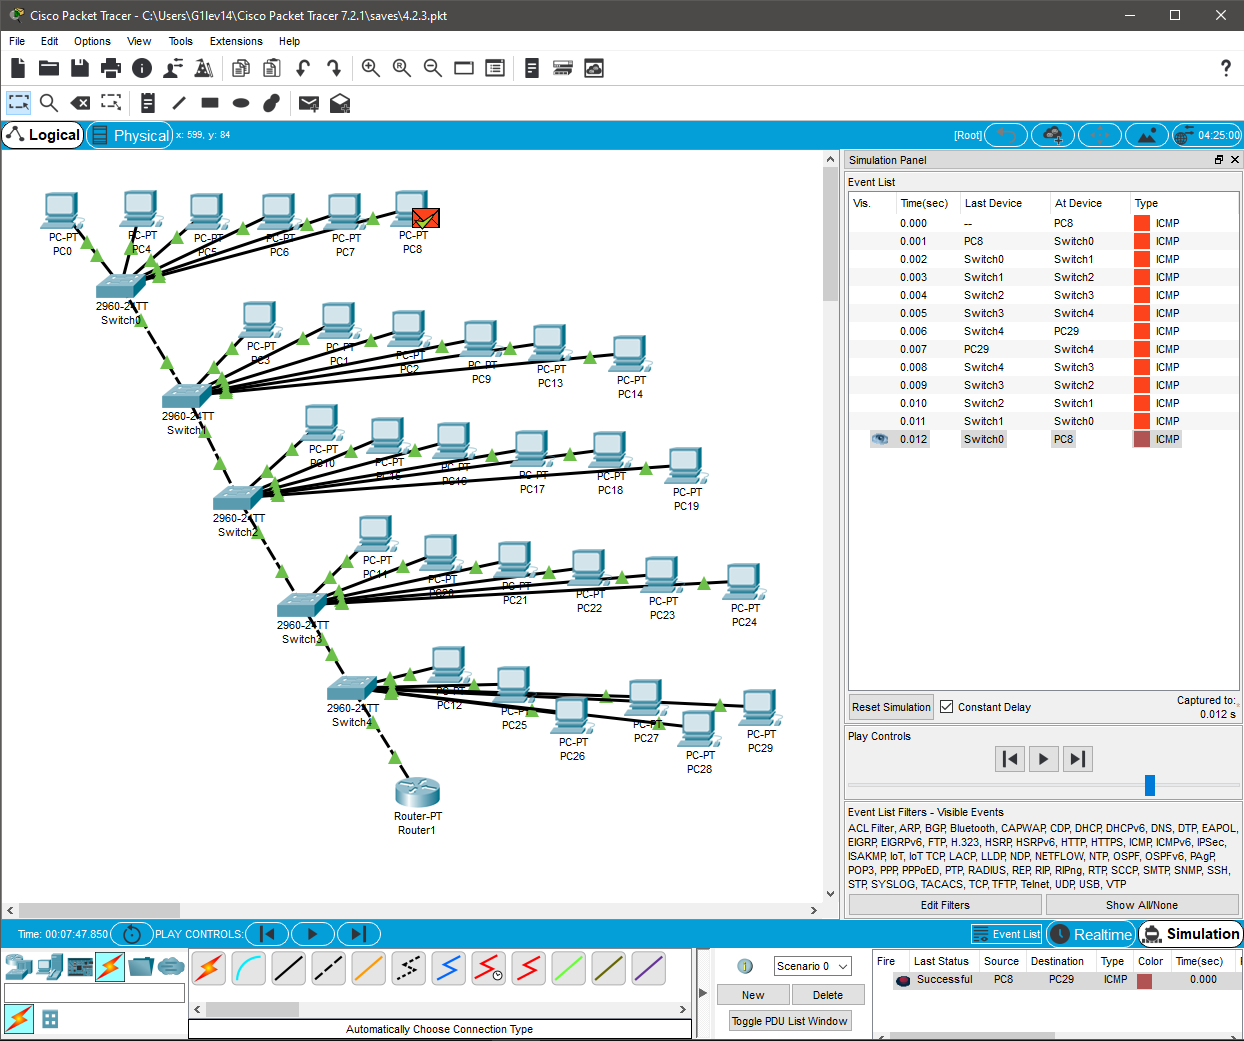 Cisco Packet Tracer - C:\Users\G1lev14\Cisco Packet Tracer 7.2.1\saves\4.2.3.pkt
File Edit Options View Tools Extensions Help
Logical Physical x: 599, y: 84 [Root] 04:25:00
PC-PT
PC0
PC-PT
PC4
PC-PT
PC5
PC-PT
PC6
PC-PT
PC7
PC-PT
PC8
2960-24TT
Switch0
PC-PT
PC3
PC-PT
PC1
PC-PT
PC2
PC-PT
PC9
PC-PT
PC13
PC-PT
PC14
2960-24TT
Switch1
PC-PT
PC10
PC-PT
PC15
PC-PT
PC16
PC-PT
PC17
PC-PT
PC18
PC-PT
PC19
2960-24TT
Switch2
PC-PT
PC11
PC-PT
PC20
PC-PT
PC21
PC-PT
PC22
PC-PT
PC23
PC-PT
PC24
2960-24TT
Switch3
PC-PT
PC12
PC-PT
PC25
PC-PT
PC26
PC-PT
PC27
PC-PT
PC28
PC-PT
PC29
2960-24TT
Switch4
Router-PT
Router1
Simulation Panel
Event List
Vis. Time(sec) Last Device At Device Type
0.000 -- PC8 ICMP
0.001 PC8 Switch0 ICMP
0.002 Switch0 Switch1 ICMP
0.003 Switch1 Switch2 ICMP
0.004 Switch2 Switch3 ICMP
0.005 Switch3 Switch4 ICMP
0.006 Switch4 PC29 ICMP
0.007 PC29 Switch4 ICMP
0.008 Switch4 Switch3 ICMP
0.009 Switch3 Switch2 ICMP
0.010 Switch2 Switch1 ICMP
0.011 Switch1 Switch0 ICMP
0.012 Switch0 PC8 ICMP
Reset Simulation Constant Delay Captured to:
0.012 s
Play Controls
Event List Filters - Visible Events
ACL Filter, ARP, BGP, Bluetooth, CAPWAP, CDP, DHCP, DHCPv6, DNS, DTP, EAPOL,
EIGRP, EIGRPv6, FTP, H.323, HSRP, HSRPv6, HTTP, HTTPS, ICMP, ICMPv6, IPSec,
ISAKMP, IoT, IoT TCP, LACP, LLDP, NDP, NETFLOW, NTP, OSPF, OSPFv6, PAgP,
POP3, PPP, PPPoED, PTP, RADIUS, REP, RIP, RIPng, RTP, SCCP, SMTP, SNMP, SSH,
STP, SYSLOG, TACACS, TCP, TFTP, Telnet, UDP, USB, VTP
Edit Filters Show All/None
Time: 00:07:47.850 PLAY CONTROLS: Event List Realtime Simulation
Automatically Choose Connection Type
Scenario 0
New Delete
Toggle PDU List Window
Fire Last Status Source Destination Type Color Time(sec)
Successful PC8 PC29 ICMP 0.000